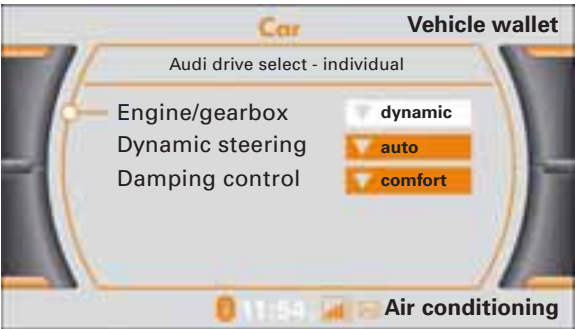 Car
Vehicle wallet
Audi drive select - individual
Engine/gearbox dynamic
Dynamic steering auto
Damping control comfort
11:54
Air conditioning